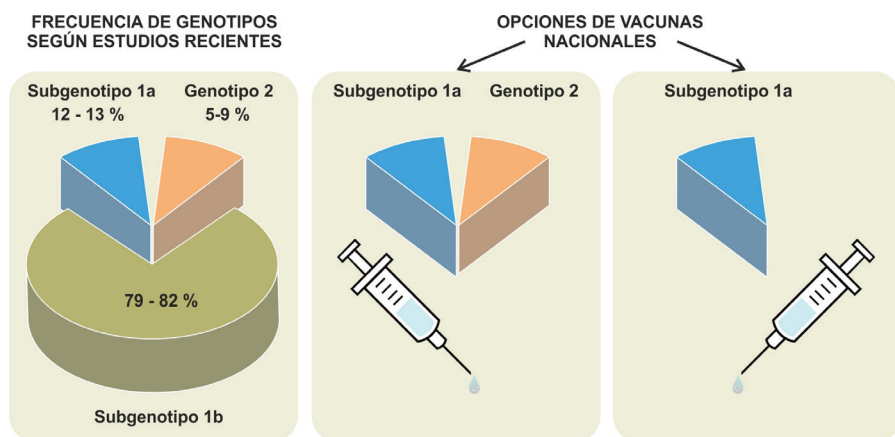 FRECUENCIA DE GENOTIPOS
SEGÚN ESTUDIOS RECIENTES
Subgenotipo 1a
12 - 13 %
Genotipo 2
5-9 %
79 - 82 %
Subgenotipo 1b
OPCIONES DE VACUNAS
NACIONALES
Subgenotipo 1a
Genotipo 2
Subgenotipo 1a